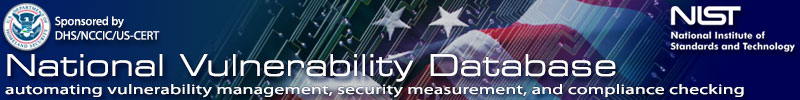 Sponsored by
DHS/NCCIC/US-CERT
NIST
National Institute of
Standards and Technology
National Vulnerability Database
automating vulnerability management, security measurement, and compliance checking